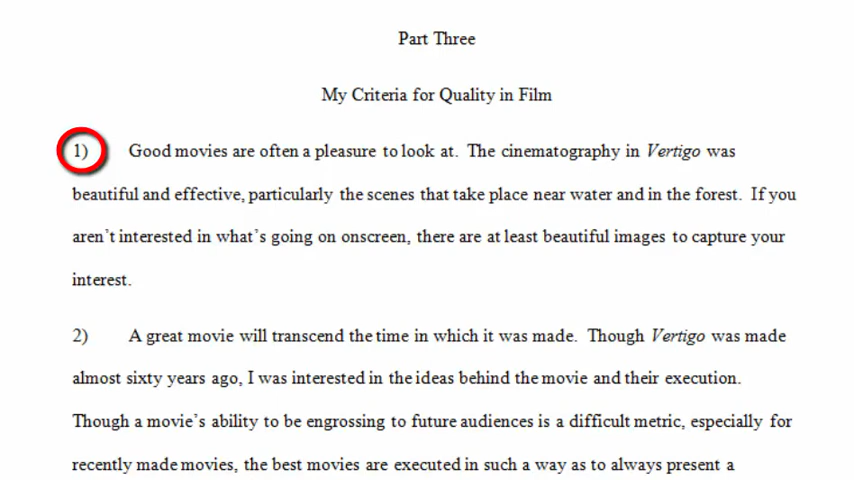 Part Three
My Criteria for Quality in Film
1) Good movies are often a pleasure to look at. The cinematography in Vertigo was
beautiful and effective, particularly the scenes that take place near water and in the forest. If you
aren't interested in what's going on onscreen, there are at least beautiful images to capture your
interest.
2) A great movie will transcend the time in which it was made. Though Vertigo was made
almost sixty years ago, I was interested in the ideas behind the movie and their execution.
Though a movie's ability to be engrossing to future audiences is a difficult metric, especially for
recently made movies, the best movies are executed in such a way as to always present a